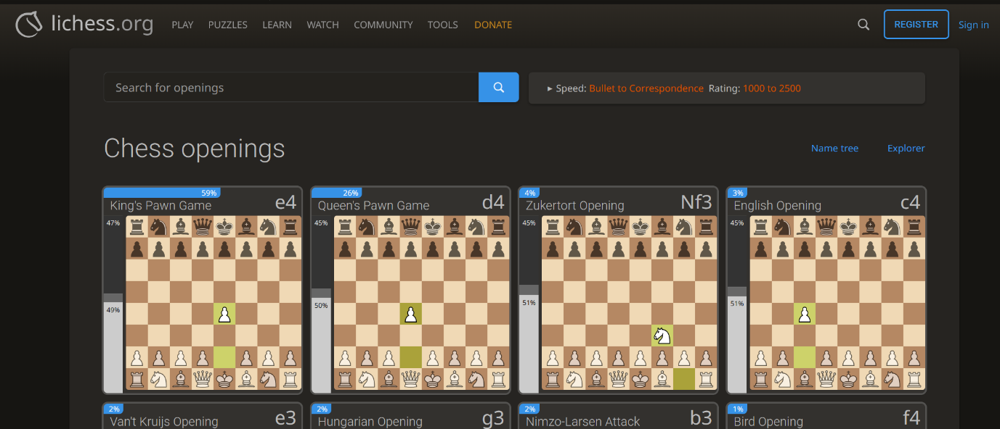 lichess.org PLAY PUZZLES LEARN WATCH COMMUNITY TOOLS DONATE REGISTER Sign in
Search for openings
▸ Speed: Bullet to Correspondence Rating: 1000 to 2500
Chess openings
Name tree Explorer
59%
King's Pawn Game e4
47%
49%
26%
Queen's Pawn Game d4
45%
50%
4%
Zukertort Opening Nf3
45%
51%
3%
English Opening c4
45%
51%
2%
Van't Kruijs Opening e3
2%
Hungarian Opening g3
2%
Nimzo-Larsen Attack b3
1%
Bird Opening f4